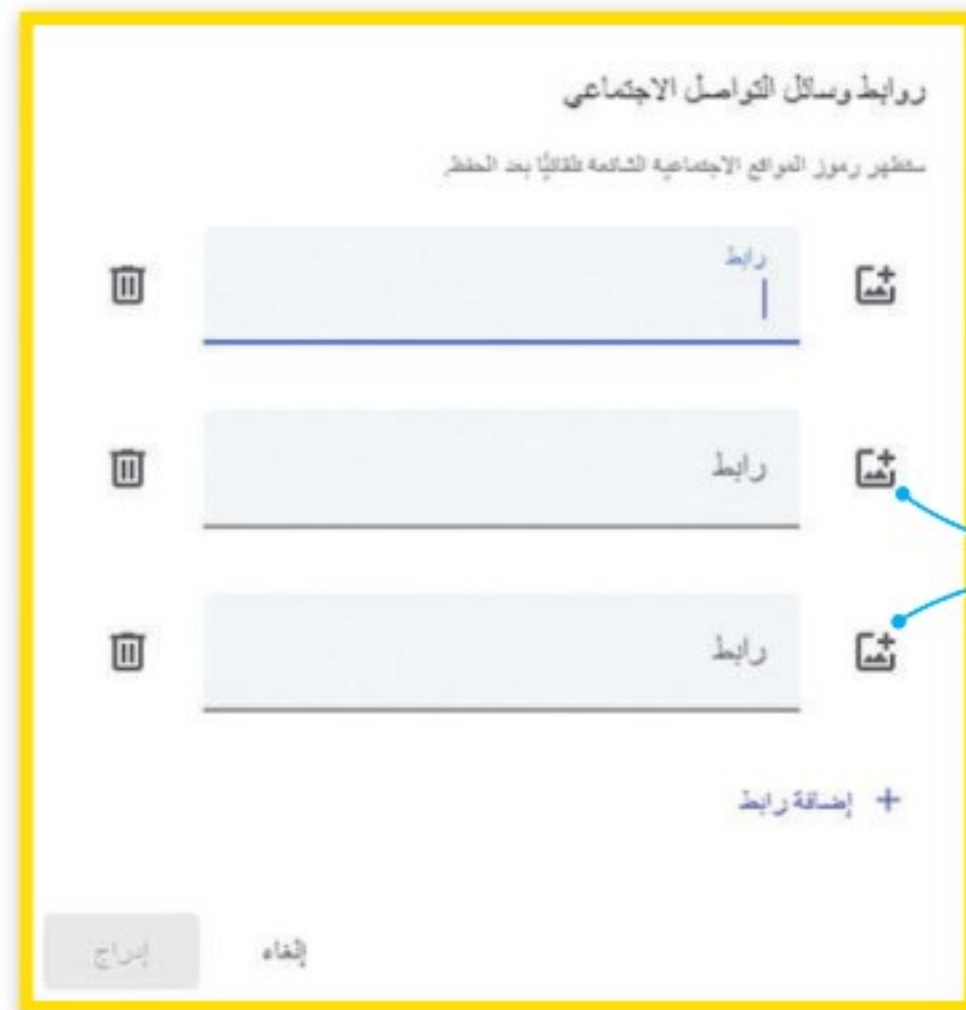 روابط وسائل التواصل الاجتماعي
ستظهر رموز المواقع الاجتماعية الشائعة تلقائيًا بعد الحفظ.
رابط
رابط
رابط
+ إضافة رابط
إلغاء
إدراج